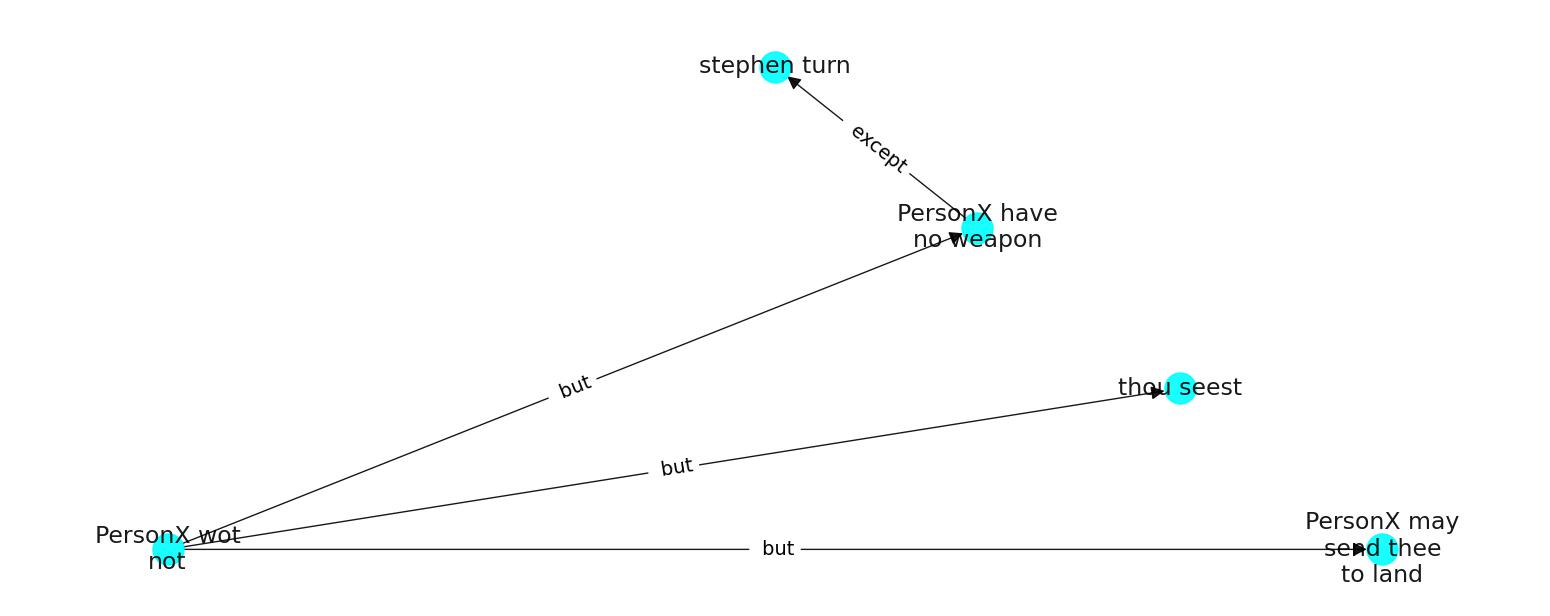 stephen turn
except
PersonX have
no weapon
but
thou seest
but
PersonX wot
not
but
PersonX may
send thee
to land